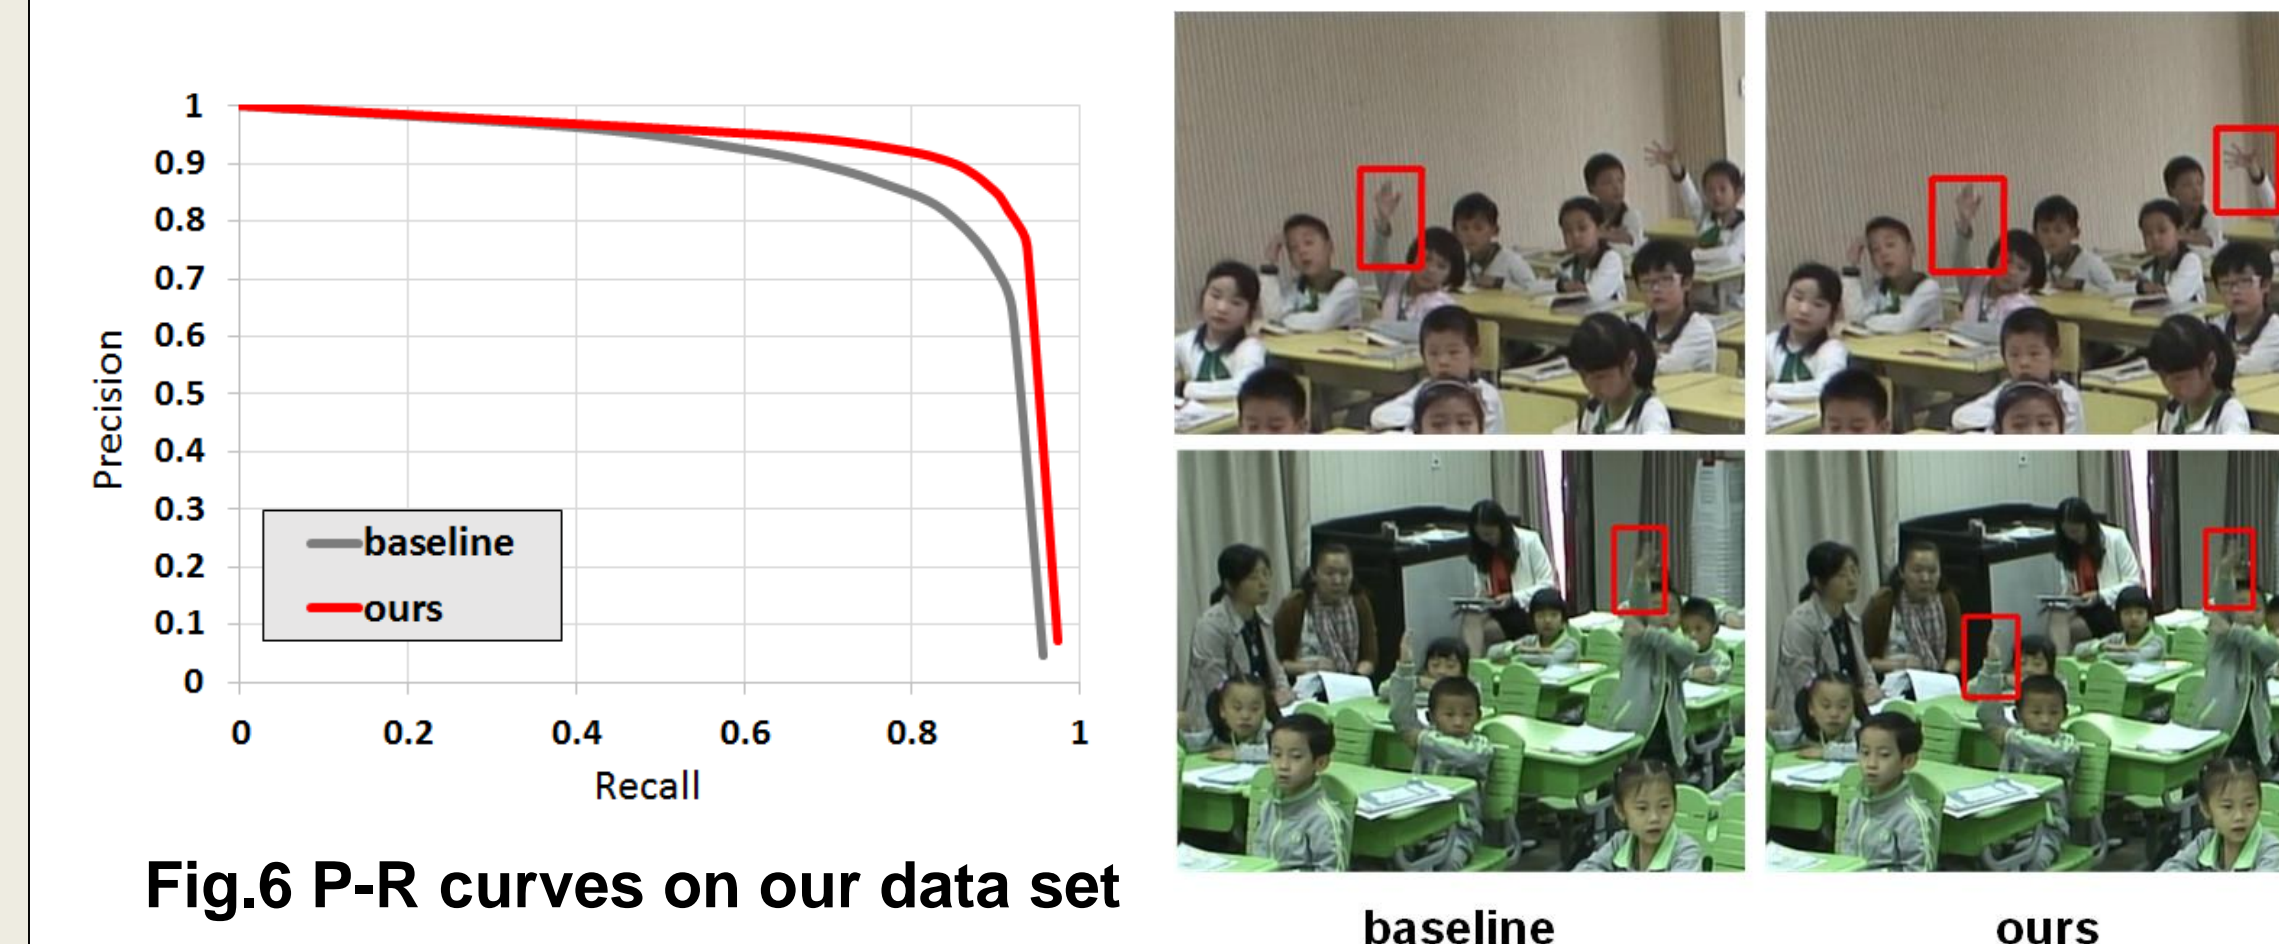 1
0.9
0.8
0.7
0.6
0.5
0.4
0.3
0.2
0.1
0
Precision
baseline
ours
0 0.2 0.4 0.6 0.8 1
Recall
Fig.6 P-R curves on our data set
baseline ours